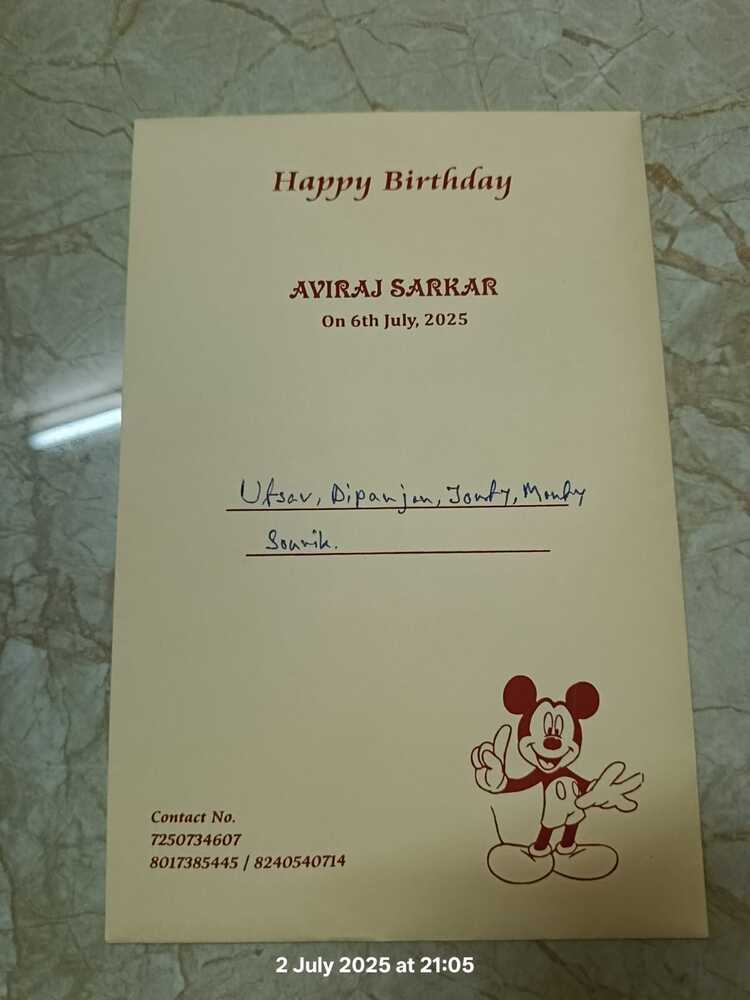 Happy Birthday
AVIRAJ SARKAR
On 6th July, 2025
Utsav, Dipanjan, Jonty, Monty
Souvik.
Contact No.
7250734607
8017385445 / 8240540714
2 July 2025 at 21:05